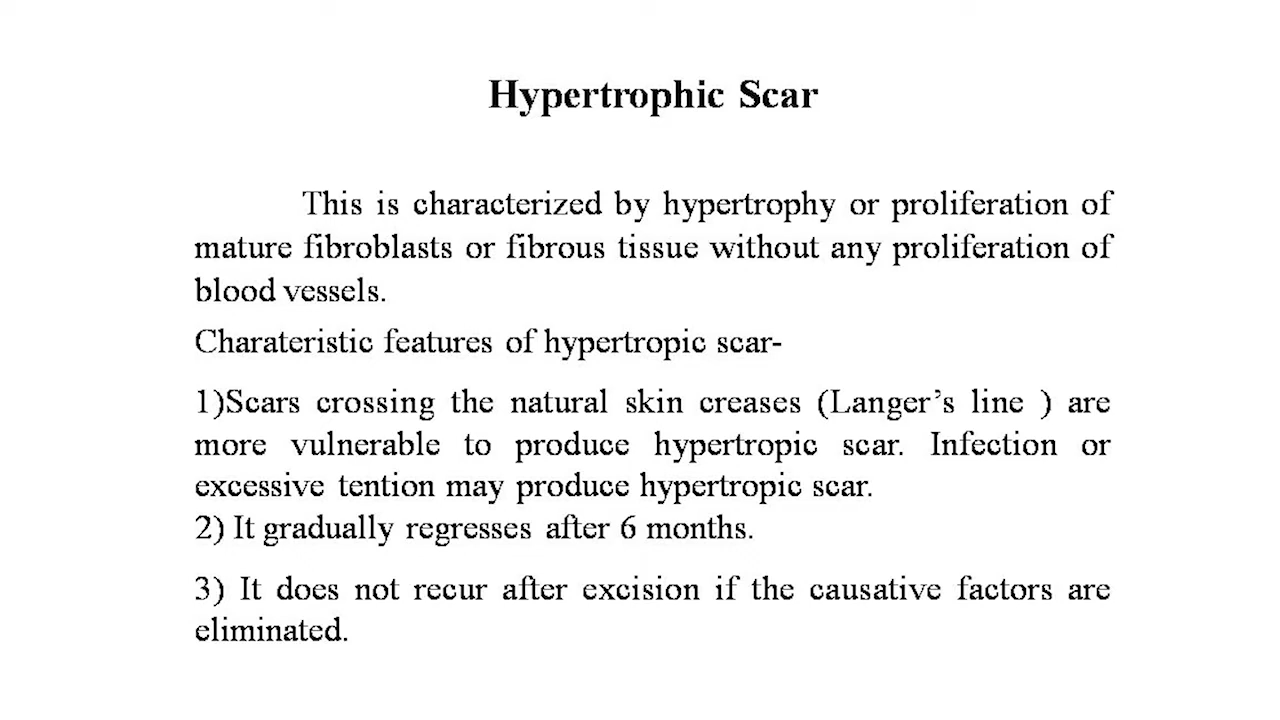 Hypertrophic Scar
This is characterized by hypertrophy or proliferation of
mature fibroblasts or fibrous tissue without any proliferation of
blood vessels.
Charateristic features of hypertropic scar-
1)Scars crossing the natural skin creases (Langer’s line ) are
more vulnerable to produce hypertropic scar. Infection or
excessive tention may produce hypertropic scar.
2) It gradually regresses after 6 months.
3) It does not recur after excision if the causative factors are
eliminated.